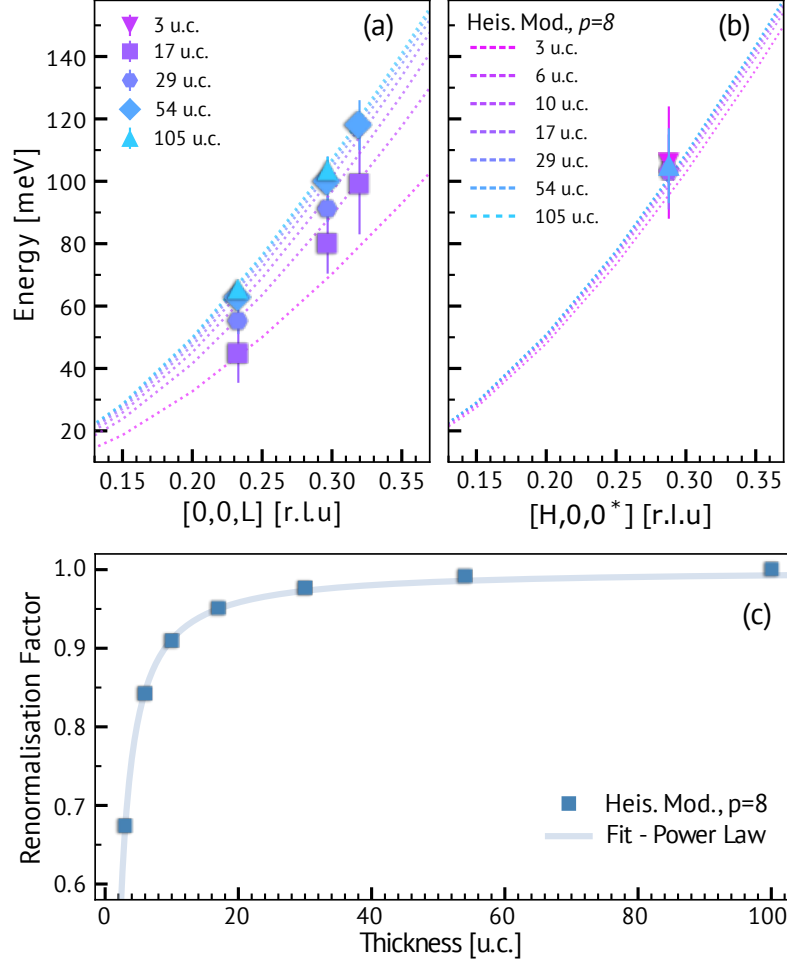 (a)
3 u.c.
17 u.c.
29 u.c.
54 u.c.
105 u.c.
Energy [meV]
140
120
100
80
60
40
20
0.15 0.20 0.25 0.30 0.35
[0,0,L] [r.l.u]
(b)
Heis. Mod., p=8
3 u.c.
6 u.c.
10 u.c.
17 u.c.
29 u.c.
54 u.c.
105 u.c.
0.15 0.20 0.25 0.30 0.35
[H,0,0*] [r.l.u]
(c)
Renormalisation Factor
1.0
0.9
0.8
0.7
0.6
Heis. Mod., p=8
Fit - Power Law
0 20 40 60 80 100
Thickness [u.c.]